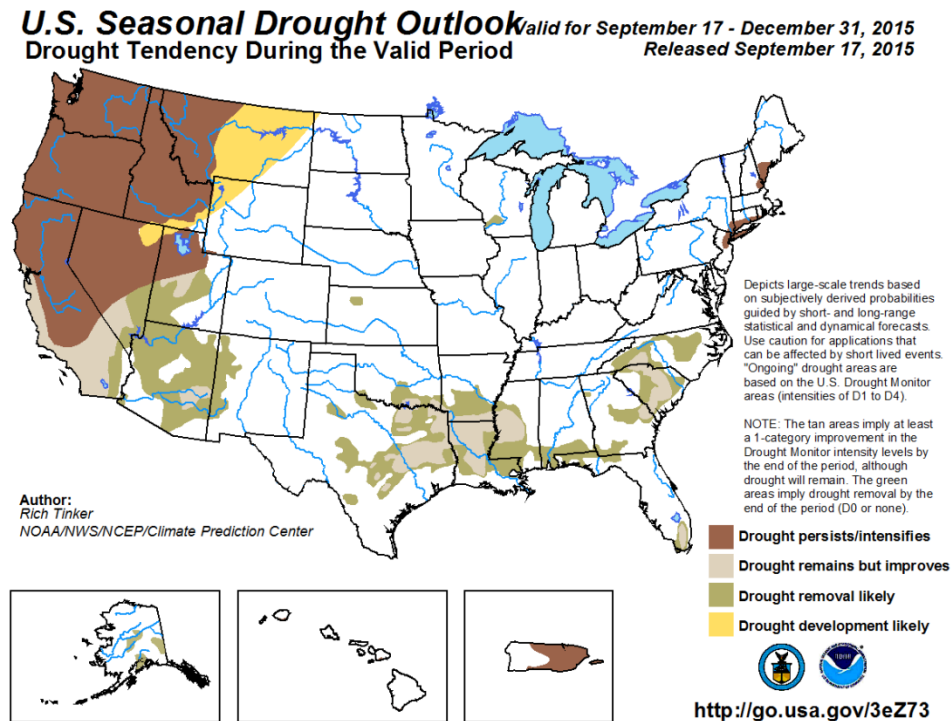 U.S. Seasonal Drought Outlook
Drought Tendency During the Valid Period
Valid for September 17 - December 31, 2015
Released September 17, 2015
Depicts large-scale trends based
on subjectively derived probabilities
guided by short- and long-range
statistical and dynamical forecasts.
Use caution for applications that
can be affected by short lived events.
"Ongoing" drought areas are
based on the U.S. Drought Monitor
areas (intensities of D1 to D4).
NOTE: The tan areas imply at least
a 1-category improvement in the
Drought Monitor intensity levels by
the end of the period, although
drought will remain. The green
areas imply drought removal by the
end of the period (D0 or none).
Author:
Rich Tinker
NOAA/NWS/NCEP/Climate Prediction Center
Drought persists/intensifies
Drought remains but improves
Drought removal likely
Drought development likely
http://go.usa.gov/3eZ73